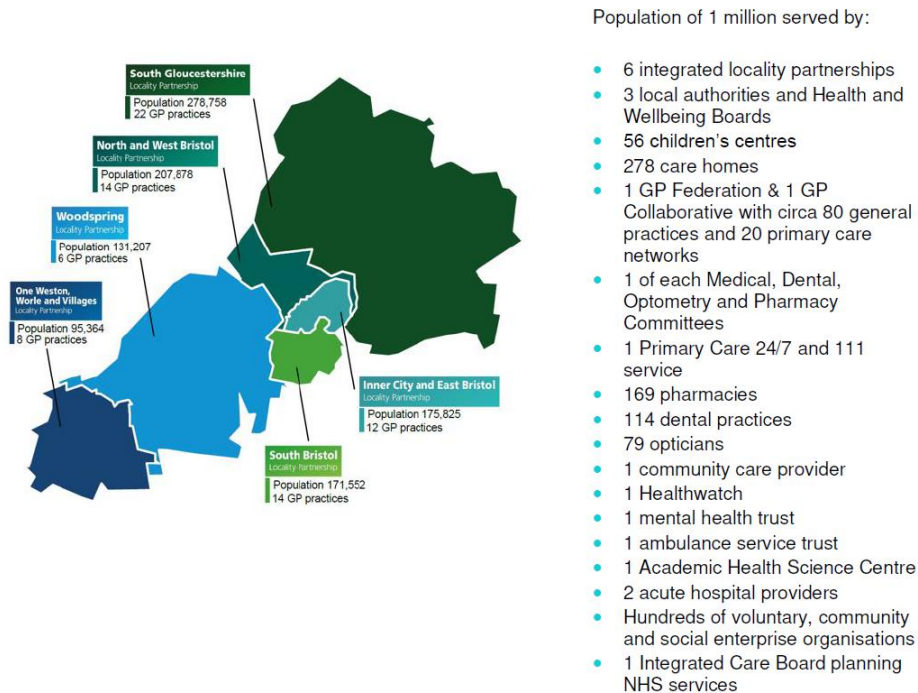 South Gloucestershire
Locality Partnership
Population 278,758
22 GP practices
North and West Bristol
Locality Partnership
Population 207,878
14 GP practices
Woodspring
Locality Partnership
Population 131,207
6 GP practices
One Weston,
Worle and Villages
Locality Partnership
Population 95,364
8 GP practices
Inner City and East Bristol
Locality Partnership
Population 175,825
12 GP practices
South Bristol
Locality Partnership
Population 171,552
14 GP practices
Population of 1 million served by:
• 6 integrated locality partnerships
• 3 local authorities and Health and
Wellbeing Boards
• 56 children's centres
• 278 care homes
• 1 GP Federation & 1 GP
Collaborative with circa 80 general
practices and 20 primary care
networks
• 1 of each Medical, Dental,
Optometry and Pharmacy
Committees
• 1 Primary Care 24/7 and 111
service
• 169 pharmacies
• 114 dental practices
• 79 opticians
• 1 community care provider
• 1 Healthwatch
• 1 mental health trust
• 1 ambulance service trust
• 1 Academic Health Science Centre
• 2 acute hospital providers
• Hundreds of voluntary, community
and social enterprise organisations
• 1 Integrated Care Board planning
NHS services